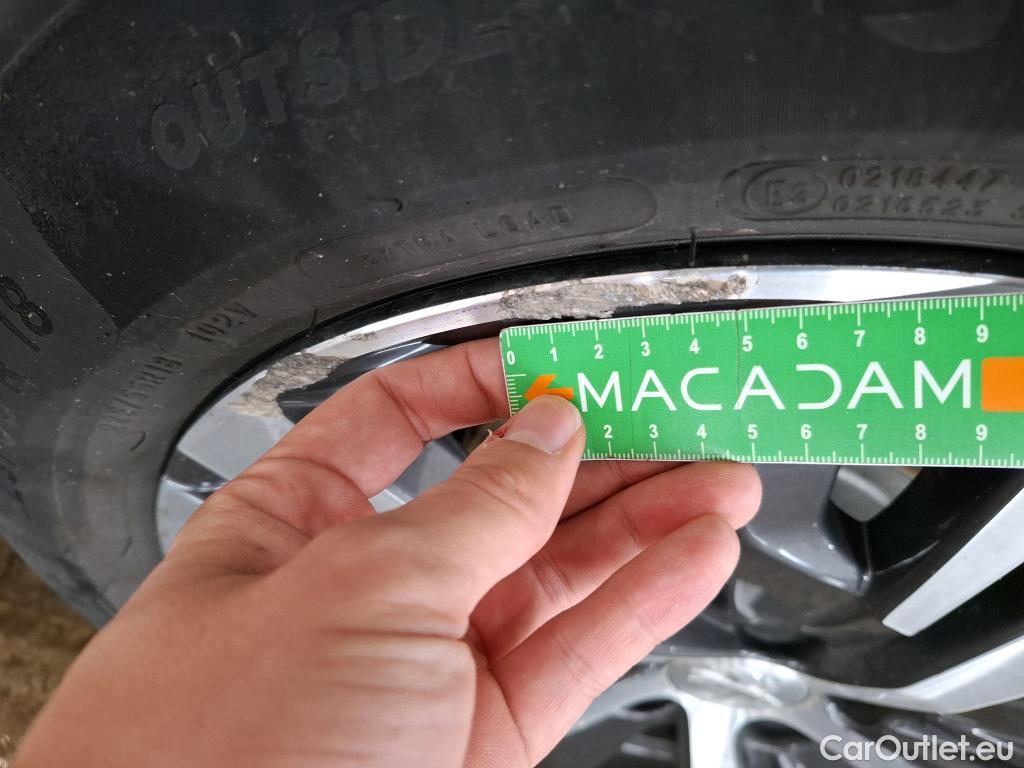 OUTSIDE
EXTRA LOAD
E2 0218447
0216523
102V
0 1 2 3 4 5 6 7 8 9
MACADAM
2 3 4 5 6 7 8 9
CarOutlet.eu